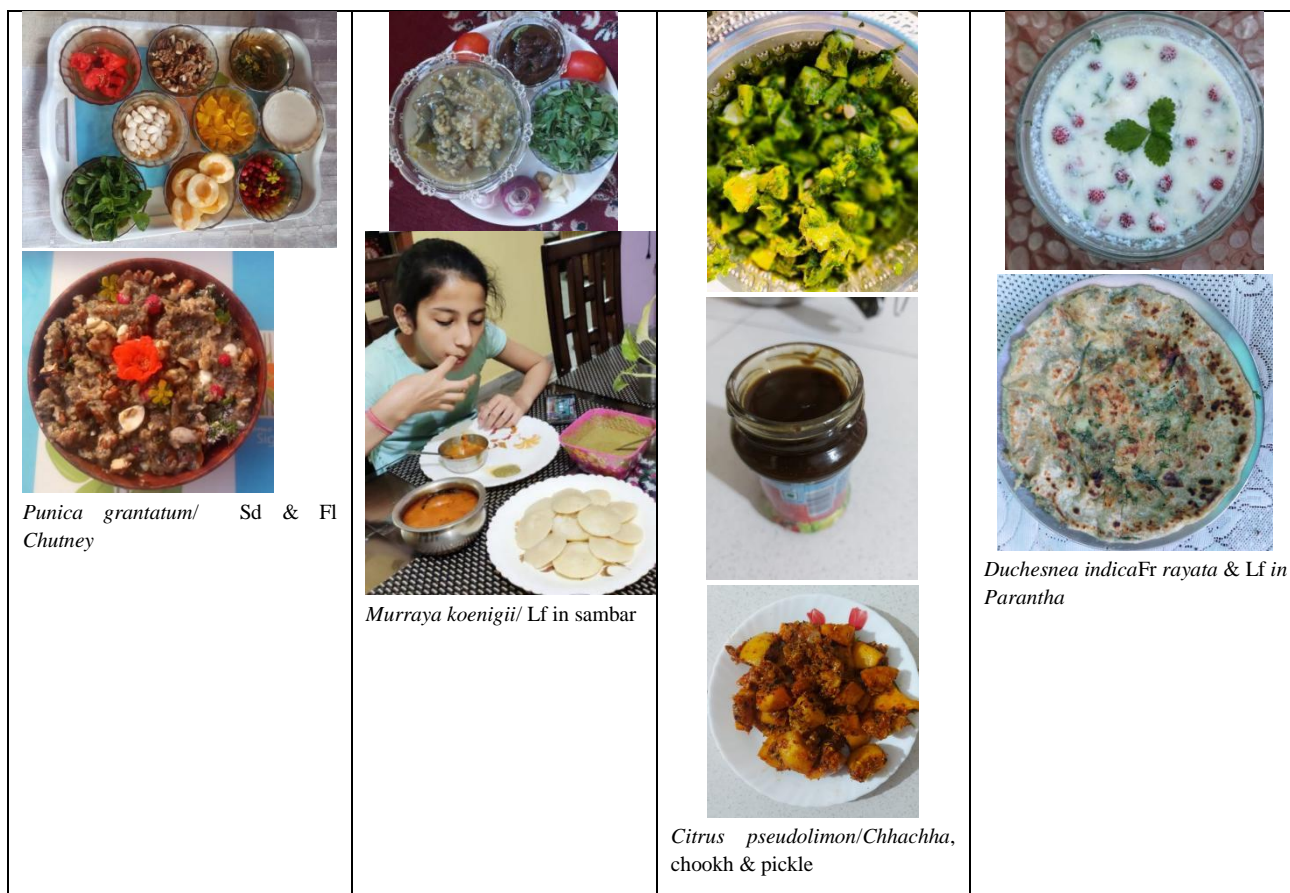 Punica grantatum/ Sd & Fl
Chutney
Murraya koenigii/ Lf in sambar
Citrus pseudolimon/Chhachha,
chookh & pickle
Duchesnea indicaFr rayata & Lf in
Parantha